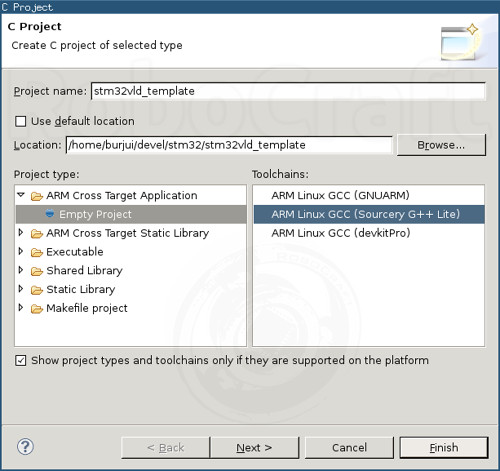 C Project
C Project
Create C project of selected type
Project name: stm32vld_template
Use default location
Location: /home/burjui/devel/stm32/stm32vld_template Browse...
Project type: Toolchains:
ARM Cross Target Application ARM Linux GCC (GNUARM)
Empty Project ARM Linux GCC (Sourcery G++ Lite)
ARM Cross Target Static Library ARM Linux GCC (devkitPro)
Executable
Shared Library
Static Library
Makefile project
Show project types and toolchains only if they are supported on the platform
? < Back Next > Cancel Finish
RoboCraft